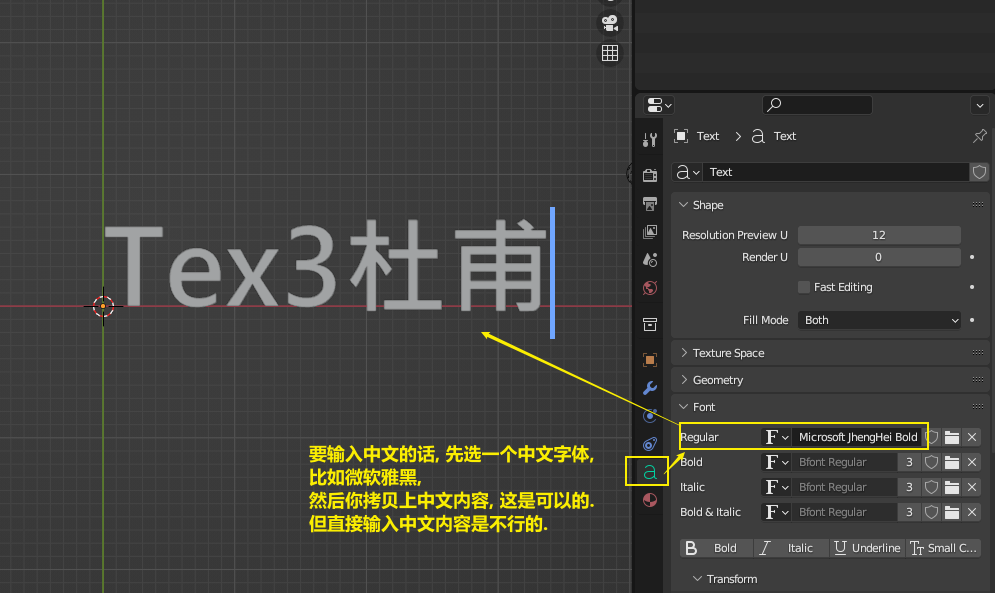 Text
Text
Text
Shape
Resolution Preview U
12
Render U
0
Fast Editing
Fill Mode
Both
Texture Space
Geometry
Font
Regular
F
Microsoft JhengHei Bold
Bold
F
Bfont Regular
3
Italic
F
Bfont Regular
3
Bold & Italic
F
Bfont Regular
3
B Bold
I Italic
U Underline
Tт Small C...
Transform
Tex3杜甫
要输入中文的话, 先选一个中文字体,
比如微软雅黑,
然后你拷贝上中文内容, 这是可以的.
但直接输入中文内容是不行的.